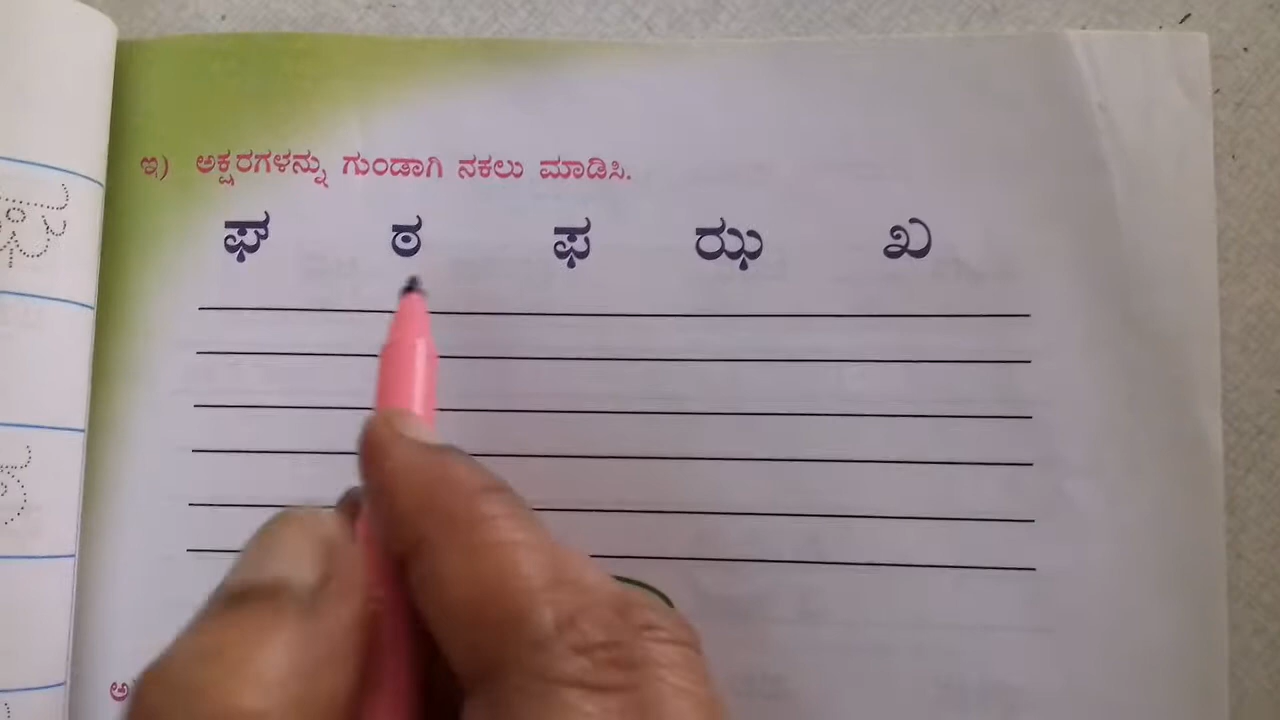 ಇ) ಅಕ್ಷರಗಳನ್ನು ಗುಂಡಾಗಿ ನಕಲು ಮಾಡಿಸಿ.
ಘ ಠ ಫ ಝ ಖ